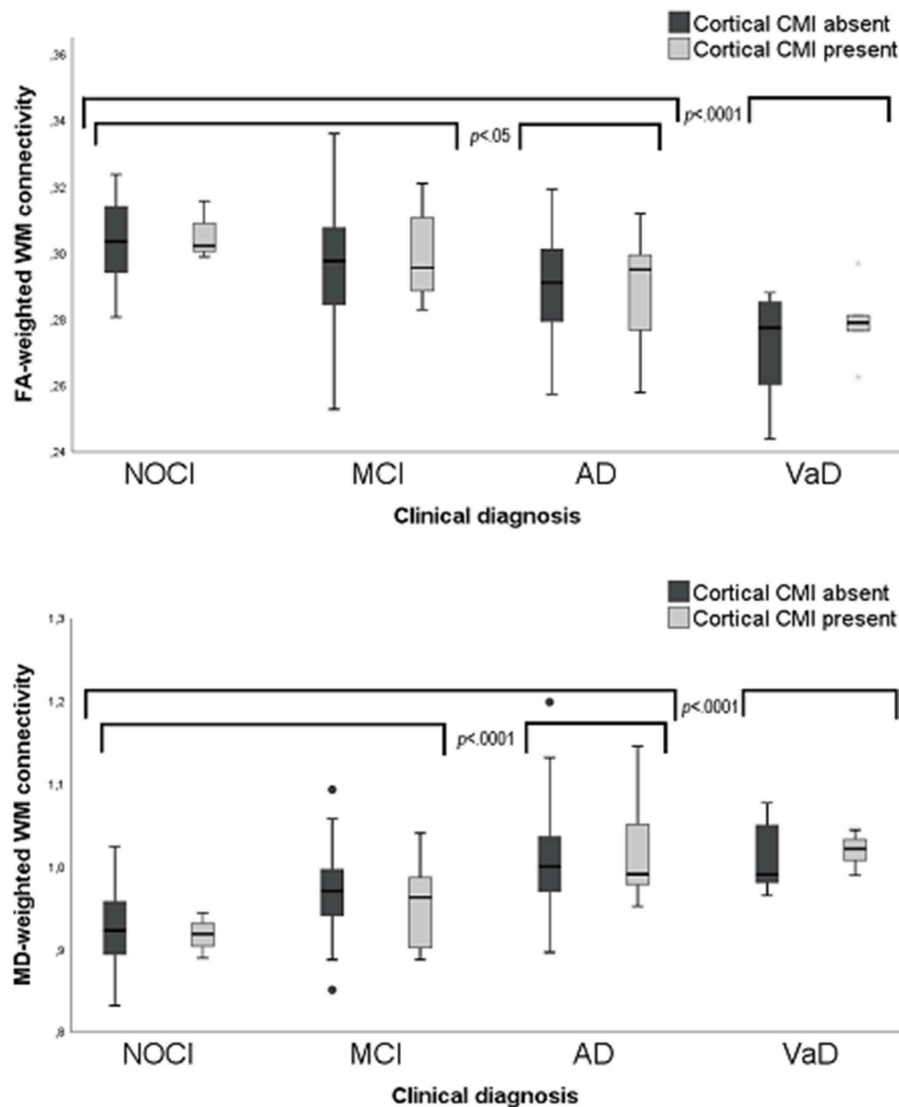 Cortical CMI absent
Cortical CMI present
FA-weighted WM connectivity
,36
,34
,32
,30
,28
,26
,24
p<.05
p<.0001
NOCI MCI AD VaD
Clinical diagnosis
Cortical CMI absent
Cortical CMI present
MD-weighted WM connectivity
1,3
1,2
1,1
1,0
,9
,8
p<.0001
p<.0001
NOCI MCI AD VaD
Clinical diagnosis